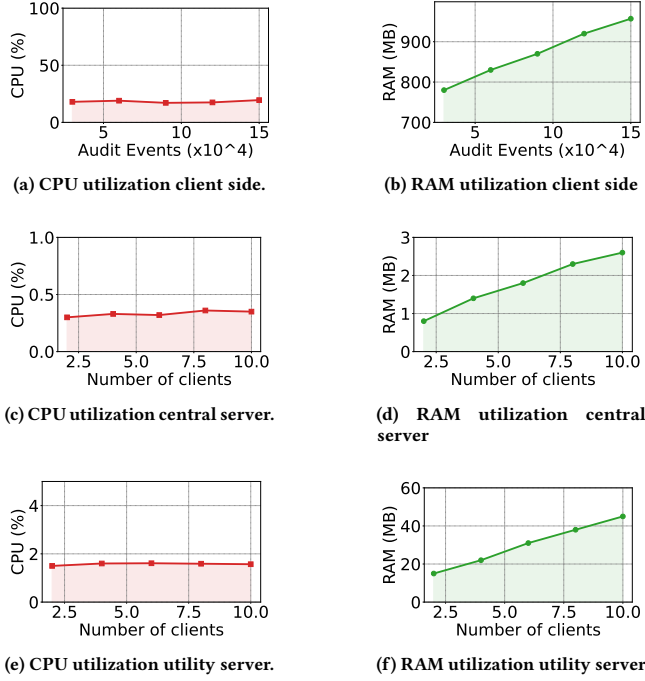 100
50
0
CPU (%)
5
10
15
Audit Events (x10^4)
(a) CPU utilization client side.
900
800
700
RAM (MB)
5
10
15
Audit Events (x10^4)
(b) RAM utilization client side
1.0
0.5
0.0
CPU (%)
2.5
5.0
7.5
10.0
Number of clients
(c) CPU utilization central server.
3
2
1
0
RAM (MB)
2.5
5.0
7.5
10.0
Number of clients
(d) RAM utilization central
server
4
2
0
CPU (%)
2.5
5.0
7.5
10.0
Number of clients
(e) CPU utilization utility server.
60
40
20
0
RAM (MB)
2.5
5.0
7.5
10.0
Number of clients
(f) RAM utilization utility server